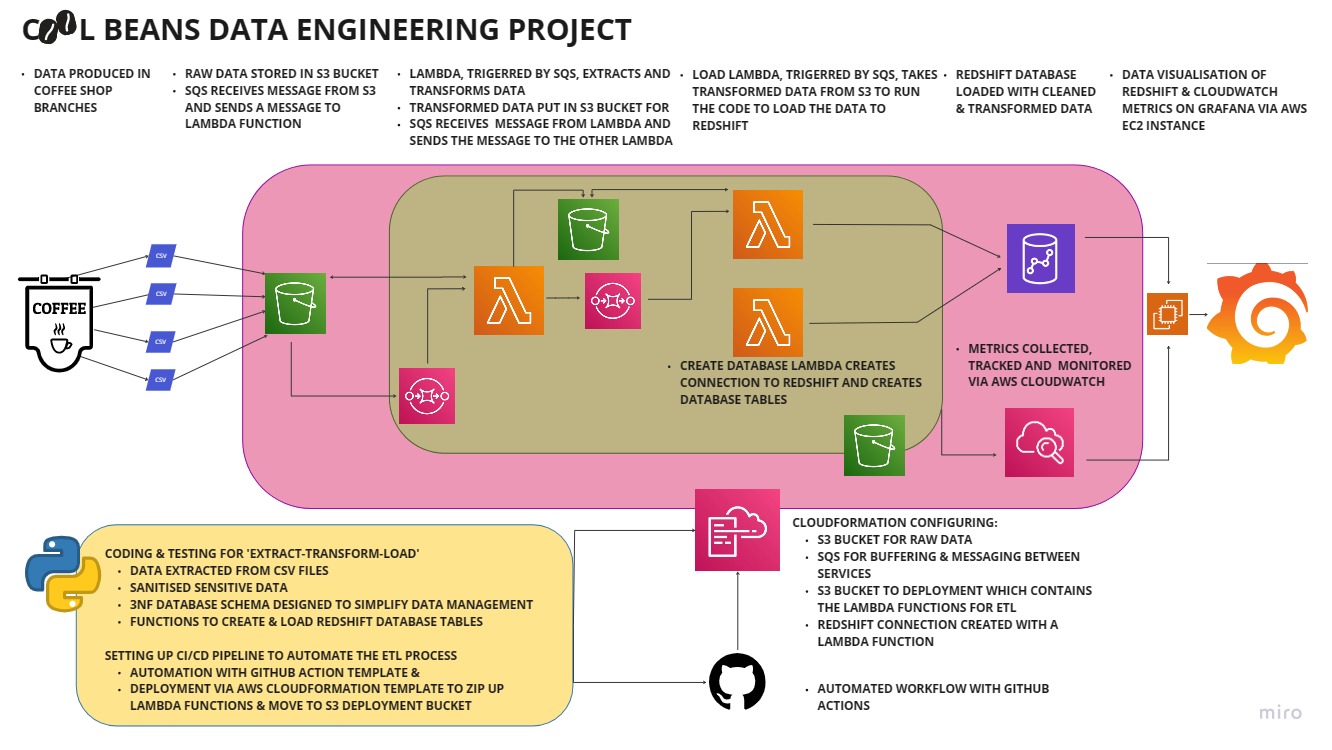 C L BEANS DATA ENGINEERING PROJECT
• DATA PRODUCED IN
COFFEE SHOP
BRANCHES
• RAW DATA STORED IN S3 BUCKET
• SQS RECEIVES MESSAGE FROM S3
AND SENDS A MESSAGE TO
LAMBDA FUNCTION
• LAMBDA, TRIGERRED BY SQS, EXTRACTS AND
TRANSFORMS DATA
• TRANSFORMED DATA PUT IN S3 BUCKET FOR
• SQS RECEIVES MESSAGE FROM LAMBDA AND
SENDS THE MESSAGE TO THE OTHER LAMBDA
• LOAD LAMBDA, TRIGERRED BY SQS, TAKES
TRANSFORMED DATA FROM S3 TO RUN
THE CODE TO LOAD THE DATA TO
REDSHIFT
• REDSHIFT DATABASE
LOADED WITH CLEANED
& TRANSFORMED DATA
• DATA VISUALISATION OF
REDSHIFT & CLOUDWATCH
METRICS ON GRAFANA VIA AWS
EC2 INSTANCE
COFFEE
CSV
CSV
CSV
CSV
• CREATE DATABASE LAMBDA CREATES
CONNECTION TO REDSHIFT AND CREATES
DATABASE TABLES
• METRICS COLLECTED,
TRACKED AND MONITORED
VIA AWS CLOUDWATCH
CODING & TESTING FOR 'EXTRACT-TRANSFORM-LOAD'
• DATA EXTRACTED FROM CSV FILES
• SANITISED SENSITIVE DATA
• 3NF DATABASE SCHEMA DESIGNED TO SIMPLIFY DATA MANAGEMENT
• FUNCTIONS TO CREATE & LOAD REDSHIFT DATABASE TABLES
SETTING UP CI/CD PIPELINE TO AUTOMATE THE ETL PROCESS
• AUTOMATION WITH GITHUB ACTION TEMPLATE &
• DEPLOYMENT VIA AWS CLOUDFORMATION TEMPLATE TO ZIP UP
LAMBDA FUNCTIONS & MOVE TO S3 DEPLOYMENT BUCKET
CLOUDFORMATION CONFIGURING:
• S3 BUCKET FOR RAW DATA
• SQS FOR BUFFERING & MESSAGING BETWEEN
SERVICES
• S3 BUCKET TO DEPLOYMENT WHICH CONTAINS
THE LAMBDA FUNCTIONS FOR ETL
• REDSHIFT CONNECTION CREATED WITH A
LAMBDA FUNCTION
• AUTOMATED WORKFLOW WITH GITHUB
ACTIONS
miro